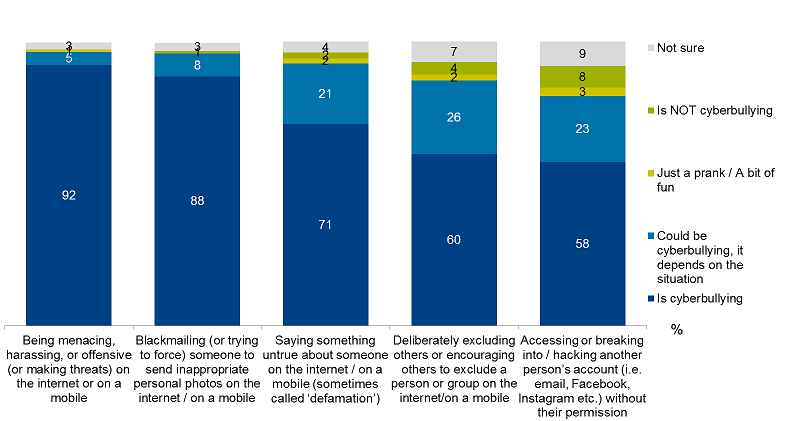 3
1
5
92
3
1
8
88
4
2
2
21
71
7
4
2
26
60
9
8
3
23
58
Not sure
Is NOT cyberbullying
Just a prank / A bit of
fun
Could be
cyberbullying, it
depends on the
situation
Is cyberbullying
%
Being menacing,
harassing, or offensive
(or making threats) on
the internet or on a
mobile
Blackmailing (or trying
to force) someone to
send inappropriate
personal photos on the
internet / on a mobile
Saying something
untrue about someone
on the internet / on a
mobile (sometimes
called ‘defamation’)
Deliberately excluding
others or encouraging
others to exclude a
person or group on the
internet/on a mobile
Accessing or breaking
into / hacking another
person’s account (i.e.
email, Facebook,
Instagram etc.) without
their permission